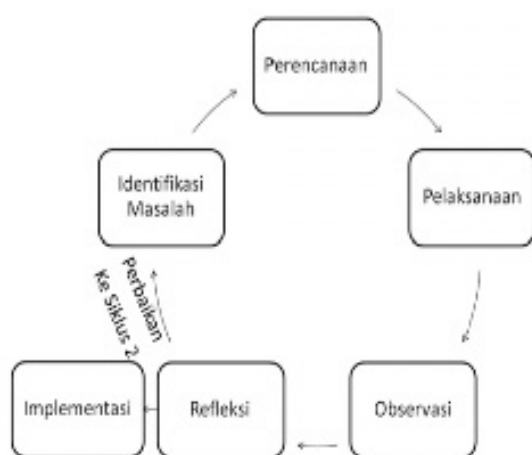 Perencanaan
Identifikasi
Masalah
Pelaksanaan
Perbaikan
Ke Siklus 2
Implementasi
Refleksi
Observasi